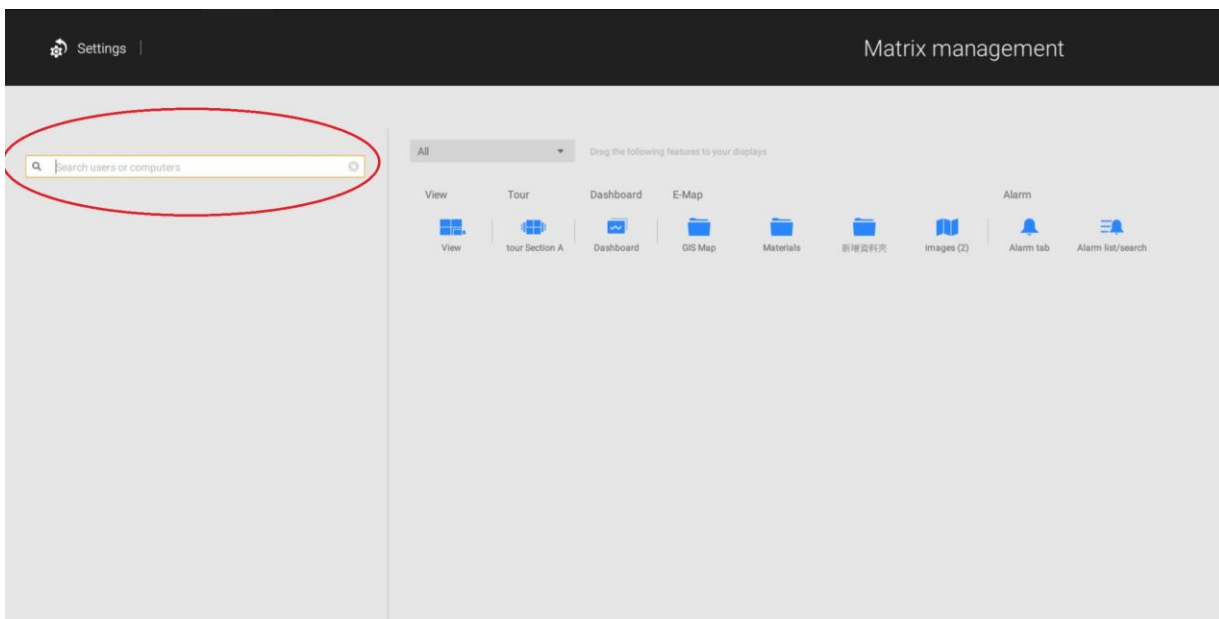 Settings
Matrix management
Search users or computers
All
Drag the following features to your displays
View Tour Dashboard E-Map Alarm
View tour Section A Dashboard GIS Map Materials 新增資料夾 Images (2) Alarm tab Alarm list/search